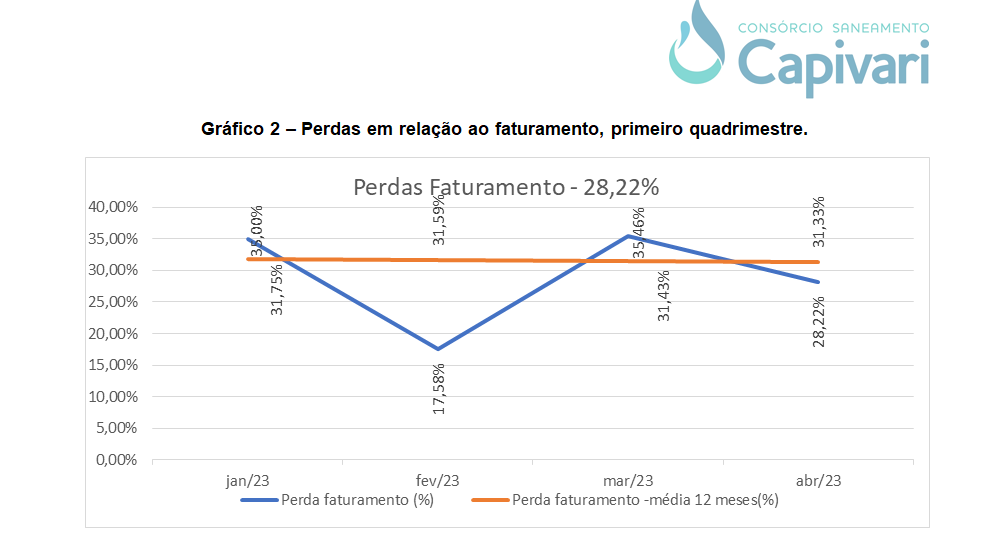 CONSÓRCIO SANEAMENTO
Capivari
Gráfico 2 – Perdas em relação ao faturamento, primeiro quadrimestre.
Perdas Faturamento - 28,22%
40,00%
35,00%
30,00%
25,00%
20,00%
15,00%
10,00%
5,00%
0,00%
35,00%
31,75%
31,59%
17,58%
35,46%
31,43%
31,33%
28,22%
jan/23
fev/23
mar/23
abr/23
Perda faturamento (%)
Perda faturamento -média 12 meses(%)